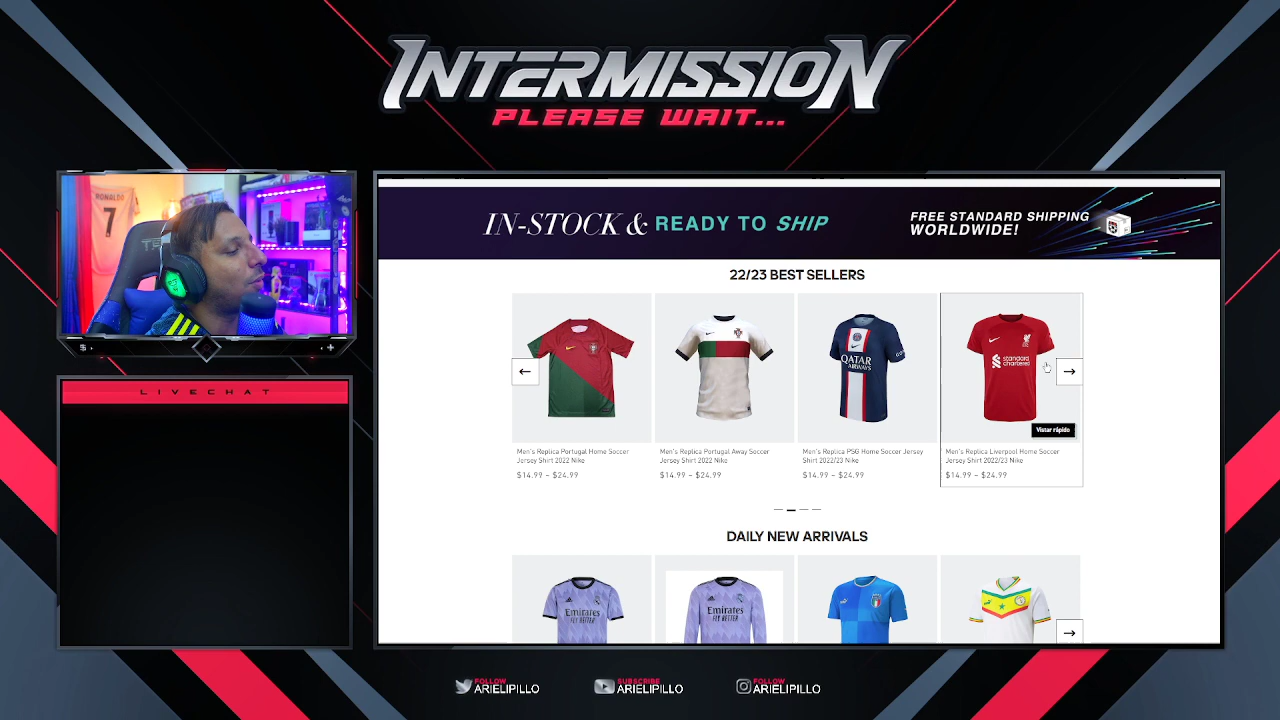 INTERMISSION
PLEASE WAIT...
RONALDO
7
$
LIVECHAT
IN-STOCK & READY TO SHIP
FREE STANDARD SHIPPING
WORLDWIDE!
22/23 BEST SELLERS
QATAR
AIRWAYS
standard
chartered
Vistar rápido
Men's Replica Portugal Home Soccer
Jersey Shirt 2022 Nike
$14.99 – $24.99
Men's Replica Portugal Away Soccer
Jersey Shirt 2022 Nike
$14.99 – $24.99
Men's Replica PSG Home Soccer Jersey
Shirt 2022/23 Nike
$14.99 – $24.99
Men's Replica Liverpool Home Soccer
Jersey Shirt 2022/23 Nike
$14.99 – $24.99
DAILY NEW ARRIVALS
Emirates
FLY BETTER
Emirates
FLY BETTER
FOLLOW
ARIELIPILLO
SUBSCRIBE
ARIELIPILLO
FOLLOW
ARIELIPILLO